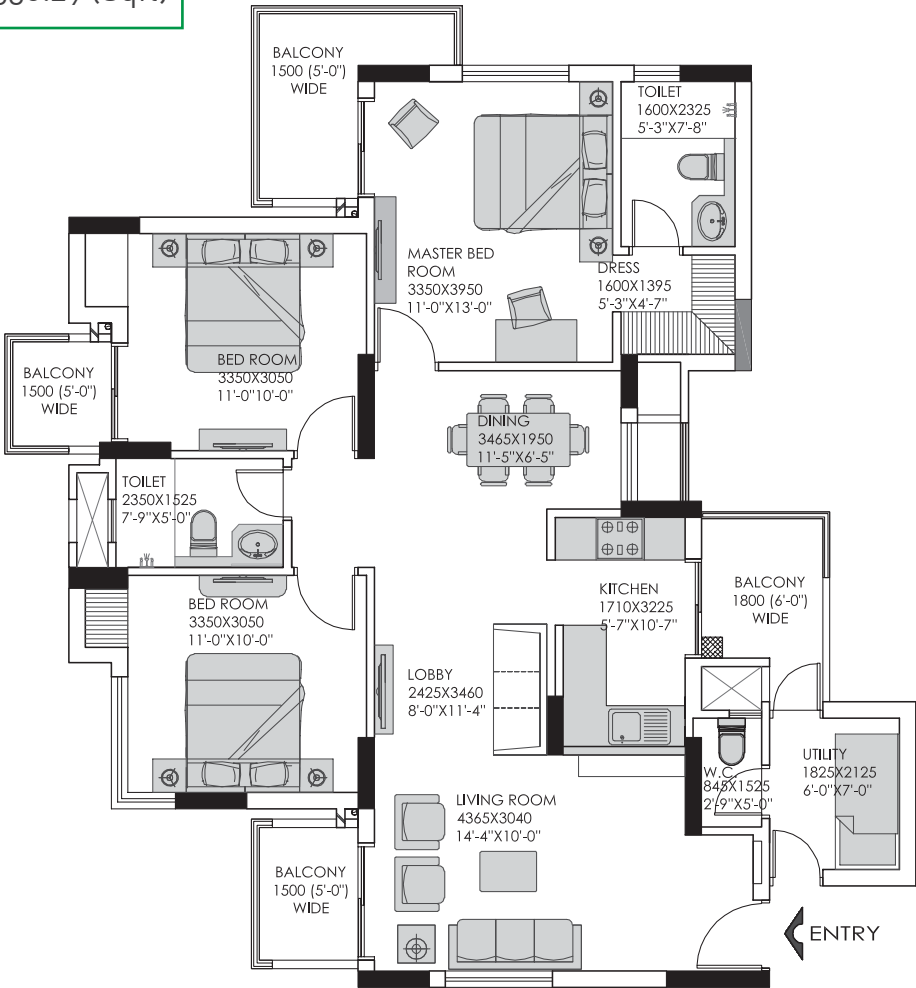 (Sqft)
BALCONY
1500 (5'-0")
WIDE
TOILET
1600X2325
5'-3"X7'-8"
MASTER BED
ROOM
3350X3950
11'-0"X13'-0"
DRESS
1600X1395
5'-3"X4'-7"
BED ROOM
3350X3050
11'-0"10'-0"
BALCONY
1500 (5'-0")
WIDE
DINING
3465X1950
11'-5"X6'-5"
TOILET
2350X1525
7'-9"X5'-0"
KITCHEN
1710X3225
5'-7"X10'-7"
BALCONY
1800 (6'-0")
WIDE
BED ROOM
3350X3050
11'-0"X10'-0"
LOBBY
2425X3460
8'-0"X11'-4"
W.C.
845X1525
2'-9"X5'-0"
UTILITY
1825X2125
6'-0"X7'-0"
LIVING ROOM
4365X3040
14'-4"X10'-0"
BALCONY
1500 (5'-0")
WIDE
ENTRY